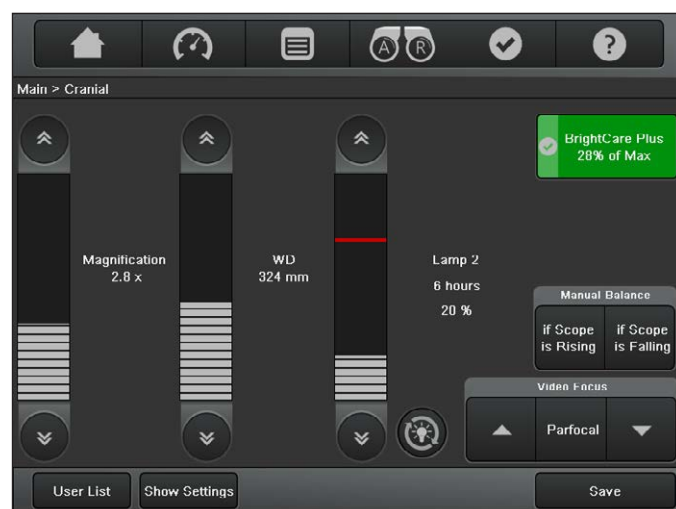 A R ?
Main > Cranial
BrightCare Plus
28% of Max
Magnification
2.8 x
WD
324 mm
Lamp 2
6 hours
20 %
Manual Balance
if Scope
is Rising
if Scope
is Falling
Video Focus
Parfocal
User List
Show Settings
Save